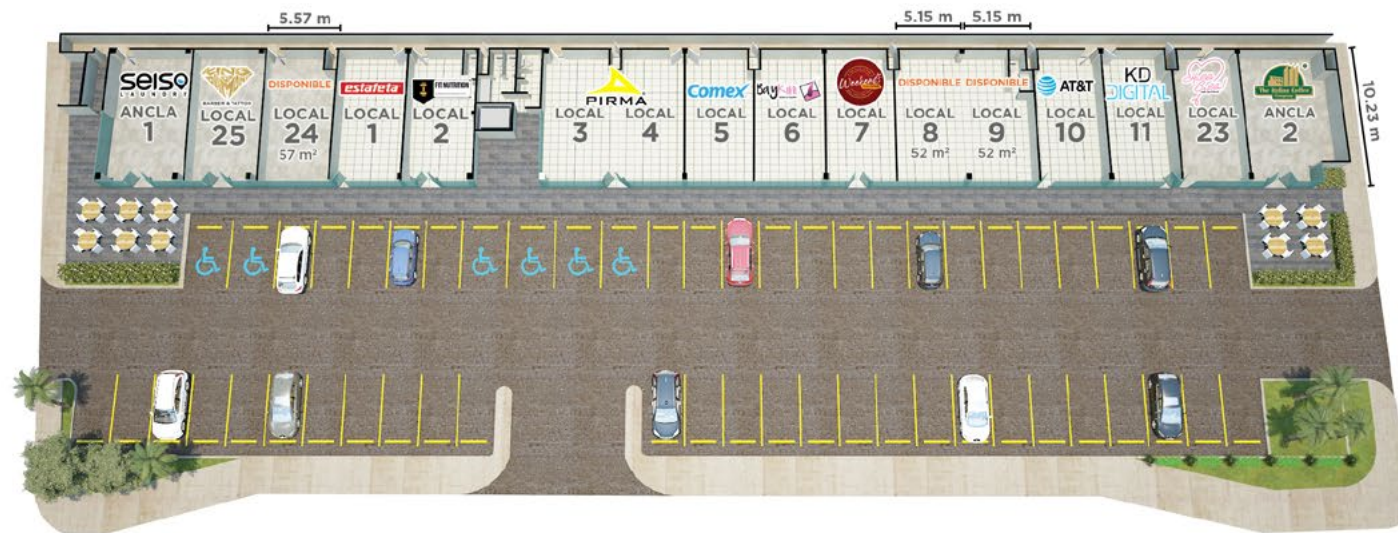 5.57 m
5.15 m 5.15 m
10.23 m
SEISO
LAUNDRY
ANCLA
1
KING
BARBER & TATTOO
LOCAL
25
DISPONIBLE
LOCAL
24
57 m²
estafeta
LOCAL
1
FIT NUTRITION
LOCAL
2
PIRMA
LOCAL
3
LOCAL
4
Comex
LOCAL
5
LOCAL
6
Weekend's
LOCAL
7
DISPONIBLE
LOCAL
8
52 m²
DISPONIBLE
LOCAL
9
52 m²
AT&T
LOCAL
10
KD
DIGITAL
LOCAL
11
LOCAL
23
The Italian Coffee
Company
ANCLA
2